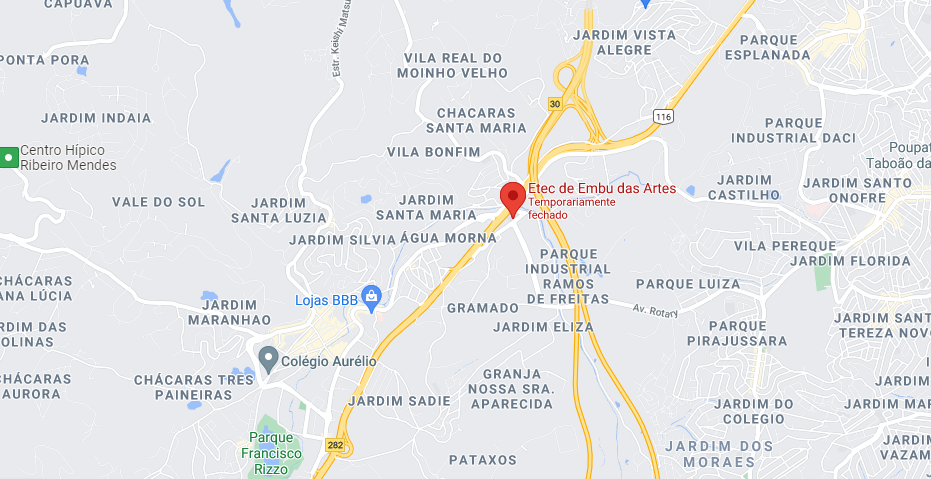 CAPUAVA
Estr. Keishi Matsu
PONTA PORA
VILA REAL DO
MOINHO VELHO
JARDIM VISTA
ALEGRE
PARQUE
ESPLANADA
30
116
CHACARAS
SANTA MARIA
JARDIM INDAIA
VILA BONFIM
PARQUE
INDUSTRIAL DACI
Centro Hípico
Ribeiro Mendes
Poupat
Taboão da
VALE DO SOL
JARDIM
SANTA LUZIA
JARDIM
SANTA MARIA
Etec de Embu das Artes
Temporariamente
fechado
JARDIM
CASTILHO
JARDIM SANTO
ONOFRE
JARDIM SILVIA
ÁGUA MORNA
VILA PEREQUE
JARDIM FLORIDA
PARQUE
INDUSTRIAL
RAMOS
DE FREITAS
PARQUE LUIZA
CHÁCARAS
ANA LÚCIA
Lojas BBB
JARDIM
MARANHAO
GRAMADO
Av. Rotary
JARDIM ELIZA
JARDIM SANT
TEREZA NOVO
RDIM DAS
OLINAS
PARQUE
PIRAJUSSARA
Colégio Aurélio
CHÁCARAS
AURORA
CHÁCARAS TRES
PAINEIRAS
GRANJA
NOSSA SRA.
APARECIDA
JARDIM
JARDIM SADIE
JARDIM DO
COLEGIO
JARDIM MAR
Parque
Francisco
Rizzo
282
JARDIM DOS
MORAES
JARDIM
VAZAM
PATAXOS